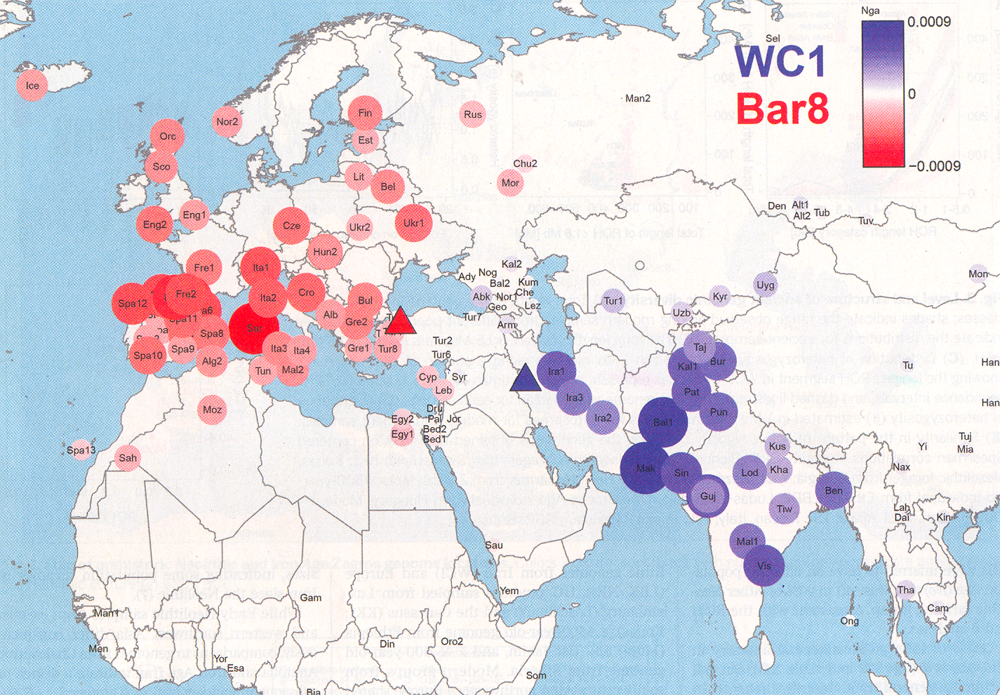 Nga
0.0009
Sel
WC1
0
Bar8
−0.0009
Ice
Man2
Rus
Fin
Nor2
Orc
Est
Sco
Chu2
Lit
Bel
Mor
Eng1
Eng2
Cze
Ukr2
Ukr1
Den
Alt1
Alt2
Tub
Tuv
Hun2
Fre1
Ita1
Kal2
Nog
Ady
Bal2
Kum
Mon
Uyg
Fre2
Ita2
Cro
Bul
Abk
Nor1
Che
Geo
Lez
Tur1
Kyr
Spa12
Spa11
Alb
Gre2
Tur7
Arm
Uzb
Sar
Spa8
Tur2
Tur6
Taj
Spa10
Spa9
Alg2
Ita3
Ita4
Gre1
Tur8
Tun
Mal2
Cyp
Syr
Leb
Ira1
Kal1
Bur
Tu
Han
Ira3
Pat
Han
Moz
Dru
Pal
Jor
Egy2
Bed2
Egy1
Bed1
Ira2
Bal1
Pun
Spa13
Sah
Kus
Yi
Tuj
Mia
Mak
Sin
Lod
Kha
Nax
Guj
Ben
Tiw
Lah
Dai
Kin
Sau
Mal1
Vis
Yem
Tha
Gam
Cam
Man1
Ong
Men
Din
Oro2
Yor
Esa
Som
Bia